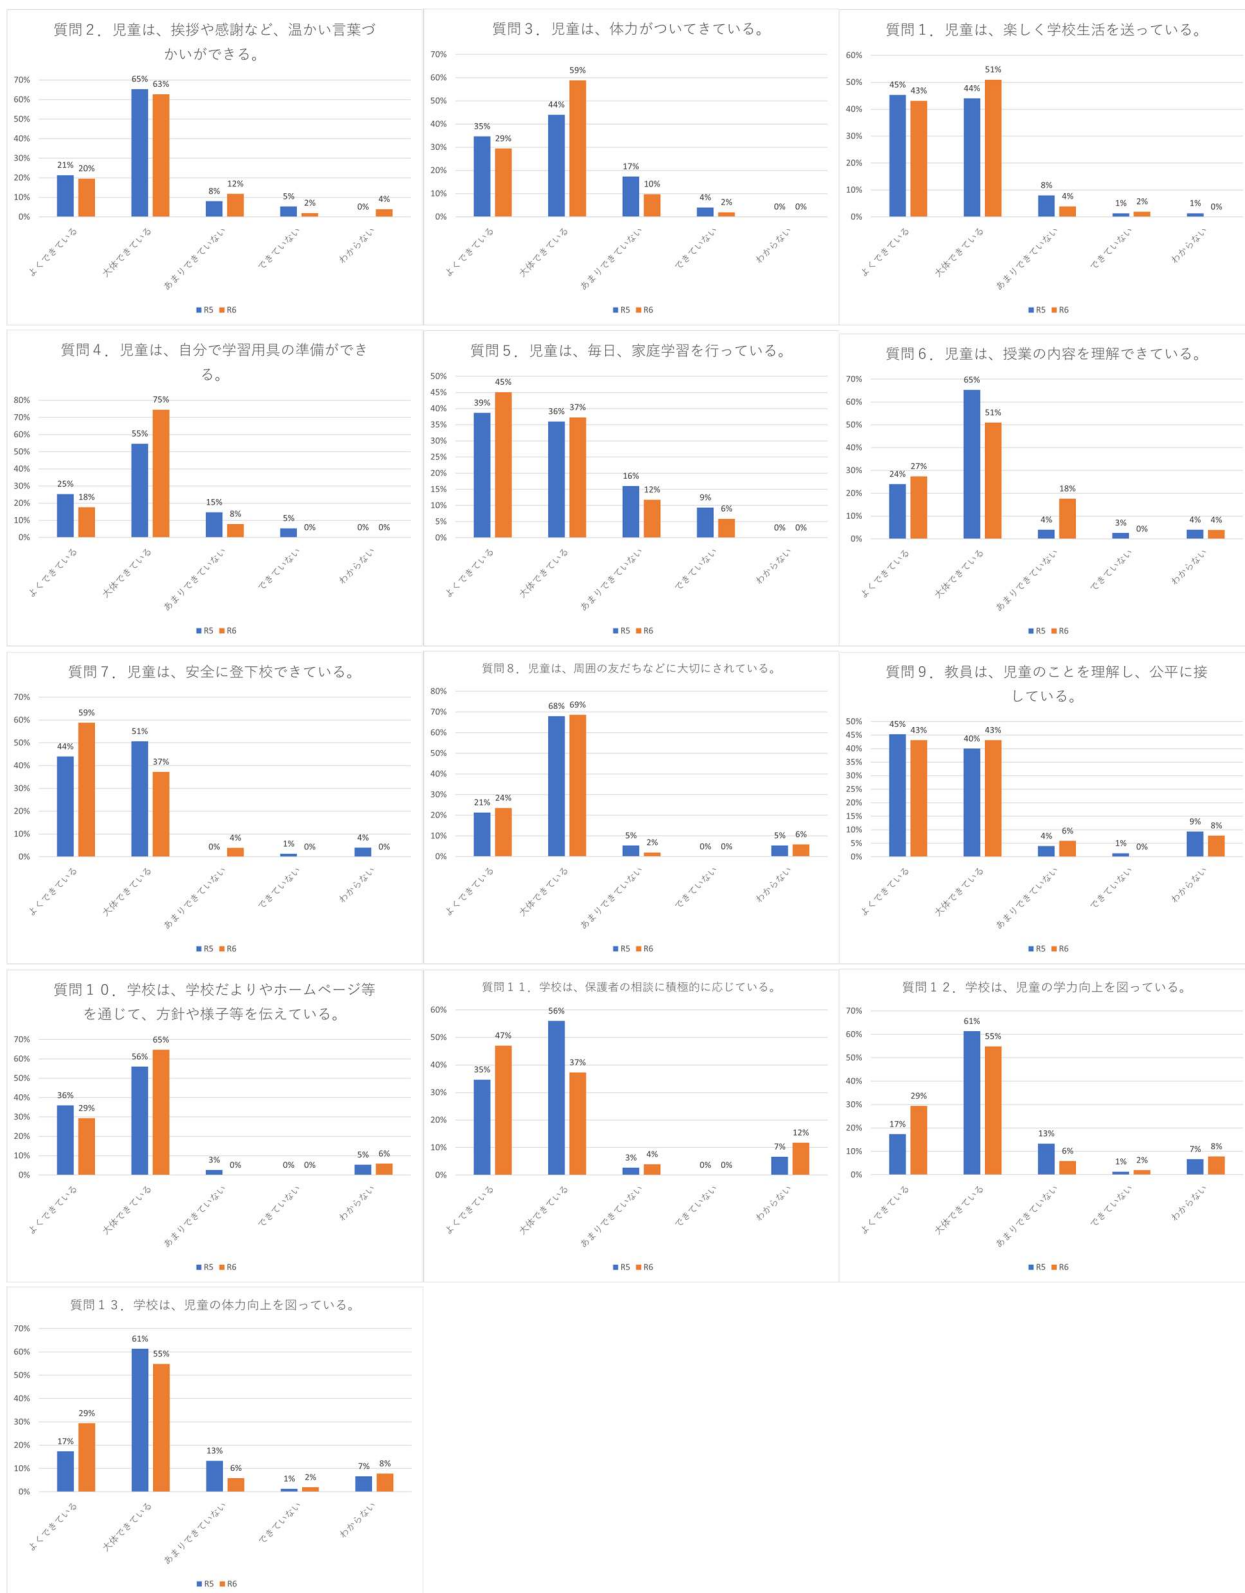 質問２．児童は、挨拶や感謝など、温かい言葉づ
かいができる。
70%
60%
50%
40%
30%
20%
10%
0%
21% 20%
65% 63%
8% 12%
5% 2%
0% 4%
よくできている
大体できている
あまりできていない
できていない
わからない
R5 R6
質問３．児童は、体力がついてきている。
70%
60%
50%
40%
30%
20%
10%
0%
35% 29%
44% 59%
17% 10%
4% 2%
0% 0%
よくできている
大体できている
あまりできていない
できていない
わからない
R5 R6
質問１．児童は、楽しく学校生活を送っている。
60%
50%
40%
30%
20%
10%
0%
45% 43%
44% 51%
8% 4%
1% 2%
1% 0%
よくできている
大体できている
あまりできていない
できていない
わからない
R5 R6
質問４．児童は、自分で学習用具の準備ができ
る。
80%
70%
60%
50%
40%
30%
20%
10%
0%
25% 18%
55% 75%
15% 8%
5% 0%
0% 0%
よくできている
大体できている
あまりできていない
できていない
わからない
R5 R6
質問５．児童は、毎日、家庭学習を行っている。
50%
45%
40%
35%
30%
25%
20%
15%
10%
5%
0%
39% 45%
36% 37%
16% 12%
9% 6%
0% 0%
よくできている
大体できている
あまりできていない
できていない
わからない
R5 R6
質問６．児童は、授業の内容を理解できている。
70%
60%
50%
40%
30%
20%
10%
0%
24% 27%
65% 51%
4% 18%
3% 0%
4% 4%
よくできている
大体できている
あまりできていない
できていない
わからない
R5 R6
質問７．児童は、安全に登下校できている。
70%
60%
50%
40%
30%
20%
10%
0%
44% 59%
51% 37%
0% 4%
1% 0%
4% 0%
よくできている
大体できている
あまりできていない
できていない
わからない
R5 R6
質問８．児童は、周囲の友だちなどに大切にされている。
80%
70%
60%
50%
40%
30%
20%
10%
0%
21% 24%
68% 69%
5% 2%
0% 0%
5% 6%
よくできている
大体できている
あまりできていない
できていない
わからない
R5 R6
質問９．教員は、児童のことを理解し、公平に接
している。
50%
45%
40%
35%
30%
25%
20%
15%
10%
5%
0%
45% 43%
40% 43%
4% 6%
1% 0%
9% 8%
よくできている
大体できている
あまりできていない
できていない
わからない
R5 R6
質問１０．学校は、学校だよりやホームページ等
を通じて、方針や様子等を伝えている。
70%
60%
50%
40%
30%
20%
10%
0%
36% 29%
56% 65%
3% 0%
0% 0%
5% 6%
よくできている
大体できている
あまりできていない
できていない
わからない
R5 R6
質問１１．学校は、保護者の相談に積極的に応じている。
60%
50%
40%
30%
20%
10%
0%
35% 47%
56% 37%
3% 4%
0% 0%
7% 12%
よくできている
大体できている
あまりできていない
できていない
わからない
R5 R6
質問１２．学校は、児童の学力向上を図っている。
70%
60%
50%
40%
30%
20%
10%
0%
17% 29%
61% 55%
13% 6%
1% 2%
7% 8%
よくできている
大体できている
あまりできていない
できていない
わからない
R5 R6
質問１３．学校は、児童の体力向上を図っている。
70%
60%
50%
40%
30%
20%
10%
0%
17% 29%
61% 55%
13% 6%
1% 2%
7% 8%
よくできている
大体できている
あまりできていない
できていない
わからない
R5 R6